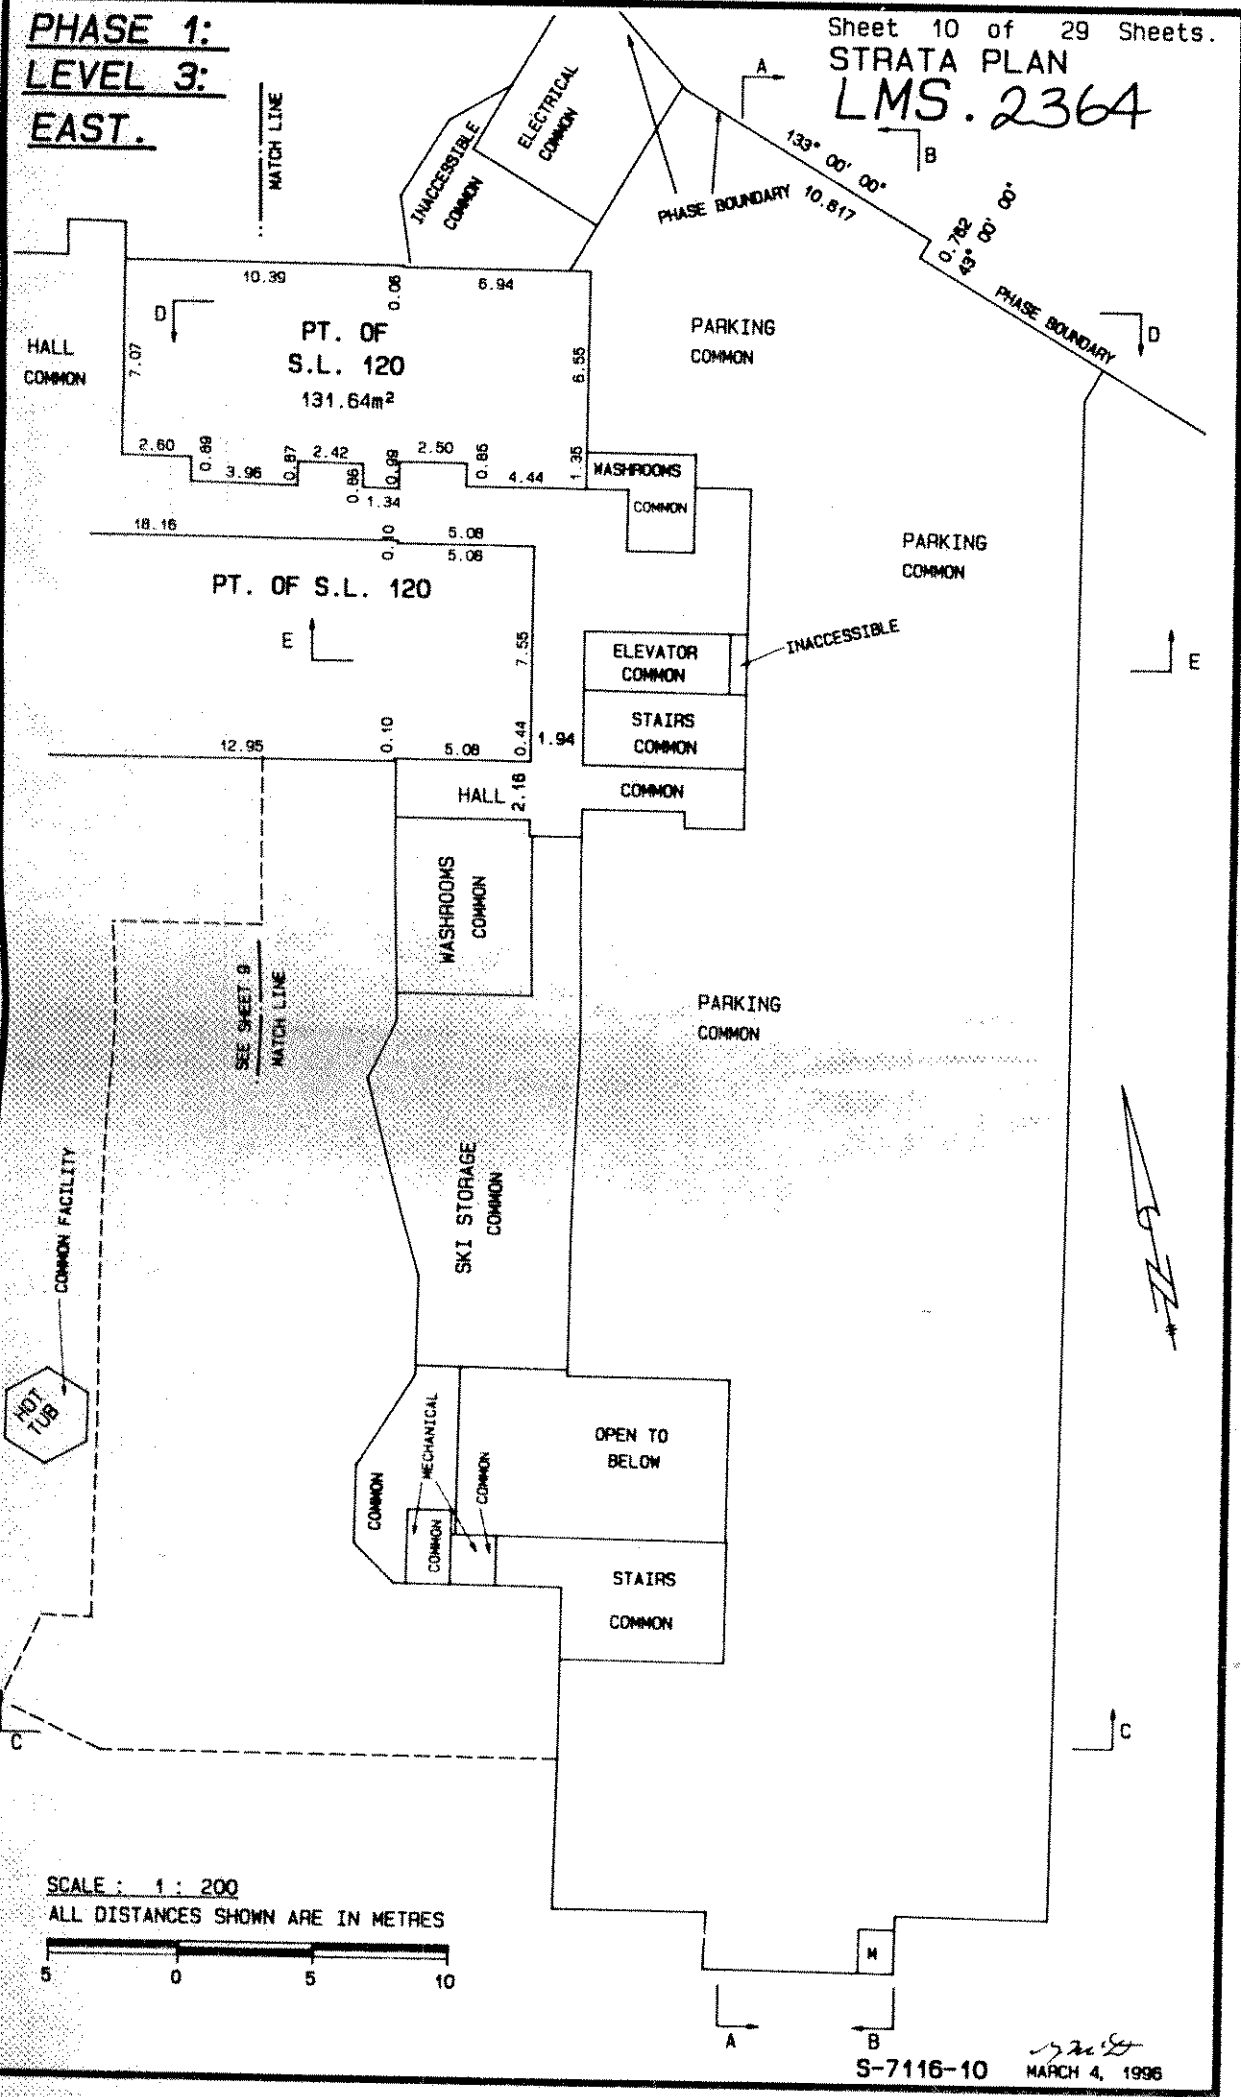 PHASE 1:
LEVEL 3:
EAST.
Sheet 10 of 29 Sheets.
STRATA PLAN
LMS. 2364
MATCH LINE
INACCESSIBLE
COMMON
ELECTRICAL
COMMON
A
B
133° 00' 00"
10.817
PHASE BOUNDARY
0.762
43° 00' 00"
PHASE BOUNDARY
D
D
10.39
0.06
6.94
HALL
COMMON
7.07
PT. OF
S.L. 120
131.64m²
6.55
PARKING
COMMON
2.60
0.89
3.96
0.87
2.42
0.86
1.34
0.99
2.50
0.85
4.44
1.35
WASHROOMS
COMMON
18.16
0.10
5.08
5.08
PT. OF S.L. 120
PARKING
COMMON
E
7.55
ELEVATOR
COMMON
INACCESSIBLE
E
STAIRS
COMMON
12.95
0.10
5.08
0.44
1.94
HALL
2.16
COMMON
WASHROOMS
COMMON
SEE SHEET 9
MATCH LINE
PARKING
COMMON
SKI STORAGE
COMMON
COMMON FACILITY
HOT
TUB
COMMON
MECHANICAL
COMMON
COMMON
OPEN TO
BELOW
STAIRS
COMMON
C
C
SCALE : 1 : 200
ALL DISTANCES SHOWN ARE IN METRES
5 0 5 10
M
A
B
S-7116-10
MARCH 4, 1996